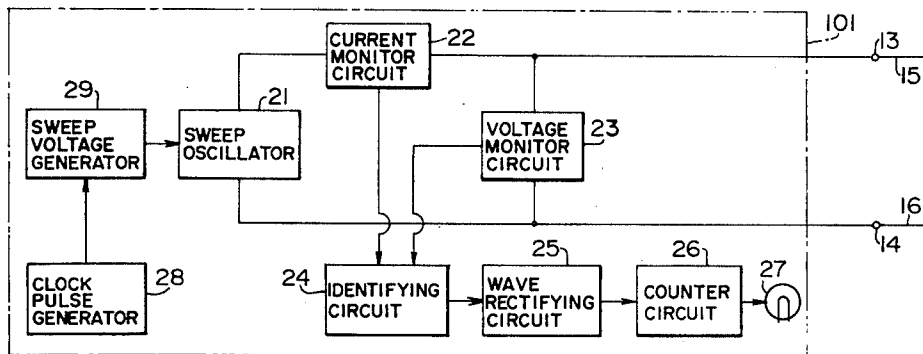 CURRENT
MONITOR
CIRCUIT
22
101
13
15
29
SWEEP
VOLTAGE
GENERATOR
21
SWEEP
OSCILLATOR
VOLTAGE
MONITOR
CIRCUIT
23
16
14
CLOCK
PULSE
GENERATOR
28
24
IDENTIFYING
CIRCUIT
25
WAVE
RECTIFYING
CIRCUIT
26
COUNTER
CIRCUIT
27